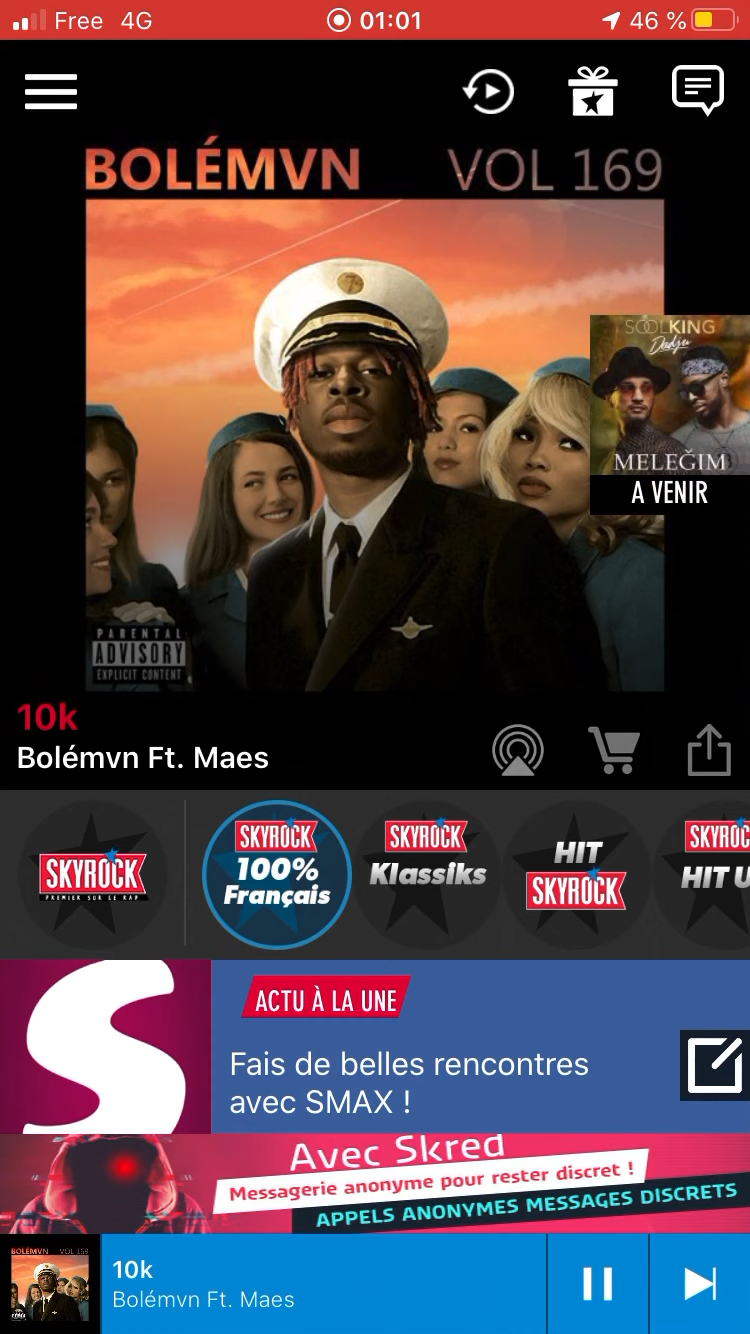 Free 4G 01:01 46 %
BOLÉMVN VOL 169
SOOLKING
Dadju
MELEĞIM
A VENIR
PARENTAL
ADVISORY
EXPLICIT CONTENT
10k
Bolémvn Ft. Maes
SKYROCK
PREMIER SUR LE RAP
SKYROCK
100%
Français
SKYROCK
Klassiks
HIT
SKYROCK
SKYROC
HIT U
ACTU À LA UNE
Fais de belles rencontres
avec SMAX !
Avec Skred
Messagerie anonyme pour rester discret !
APPELS ANONYMES MESSAGES DISCRETS
BOLÉMVN VOL 169
10k
Bolémvn Ft. Maes